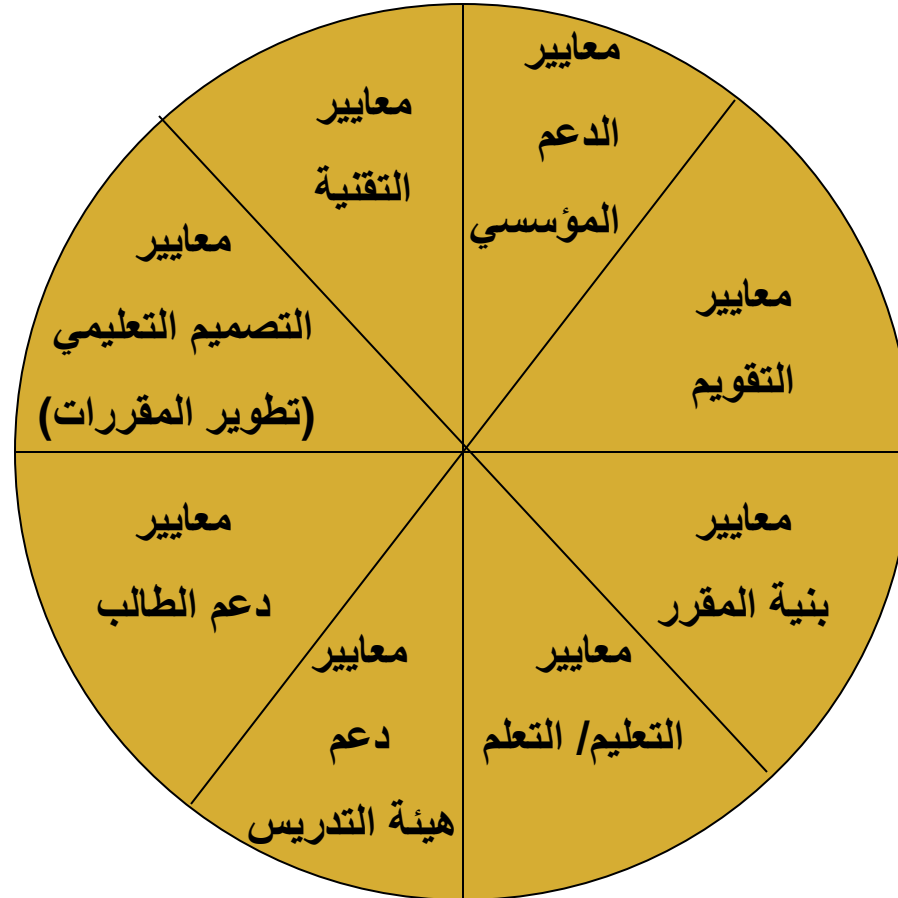 معايير
الدعم
المؤسسي
معايير
التقويم
معايير
بنية المقرر
معايير
التعليم/ التعلم
معايير
دعم
هيئة التدريس
معايير
دعم الطالب
معايير
التصميم التعليمي
(تطوير المقررات)
معايير
التقنية